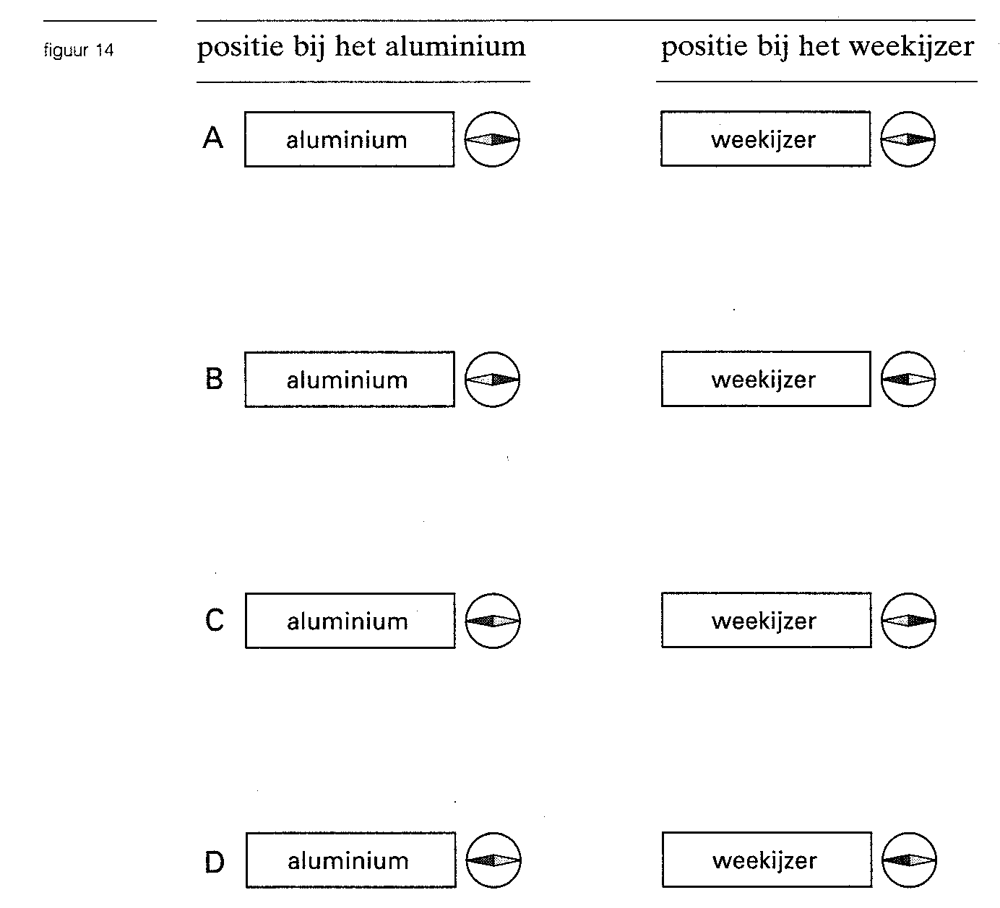 figuur 14
positie bij het aluminium positie bij het weekijzer
A aluminium weekijzer
B aluminium weekijzer
C aluminium weekijzer
D aluminium weekijzer